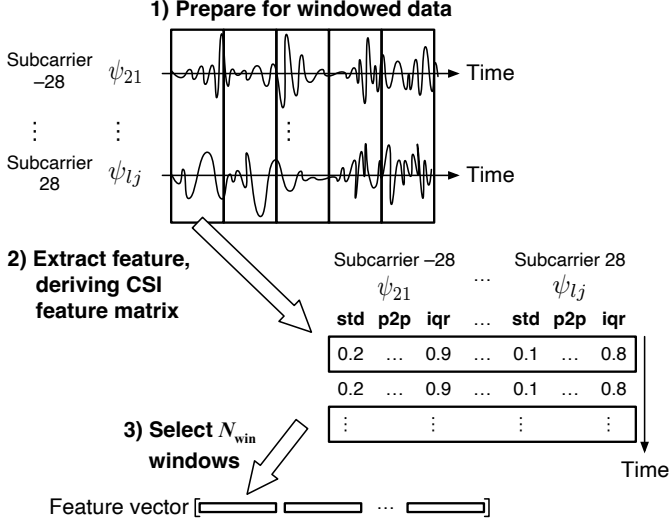 1) Prepare for windowed data
Subcarrier –28 ψ21 Time
⋮ ⋮ ⋮
Subcarrier 28 ψlj Time
2) Extract feature, deriving CSI feature matrix
Subcarrier –28 ... Subcarrier 28
ψ21 ψlj
std p2p iqr ... std p2p iqr
0.2 ... 0.9 ... 0.1 ... 0.8
0.2 ... 0.9 ... 0.1 ... 0.8
⋮ ⋮ ⋮ ⋮
Time
3) Select Nwin windows
Feature vector [ ... ]